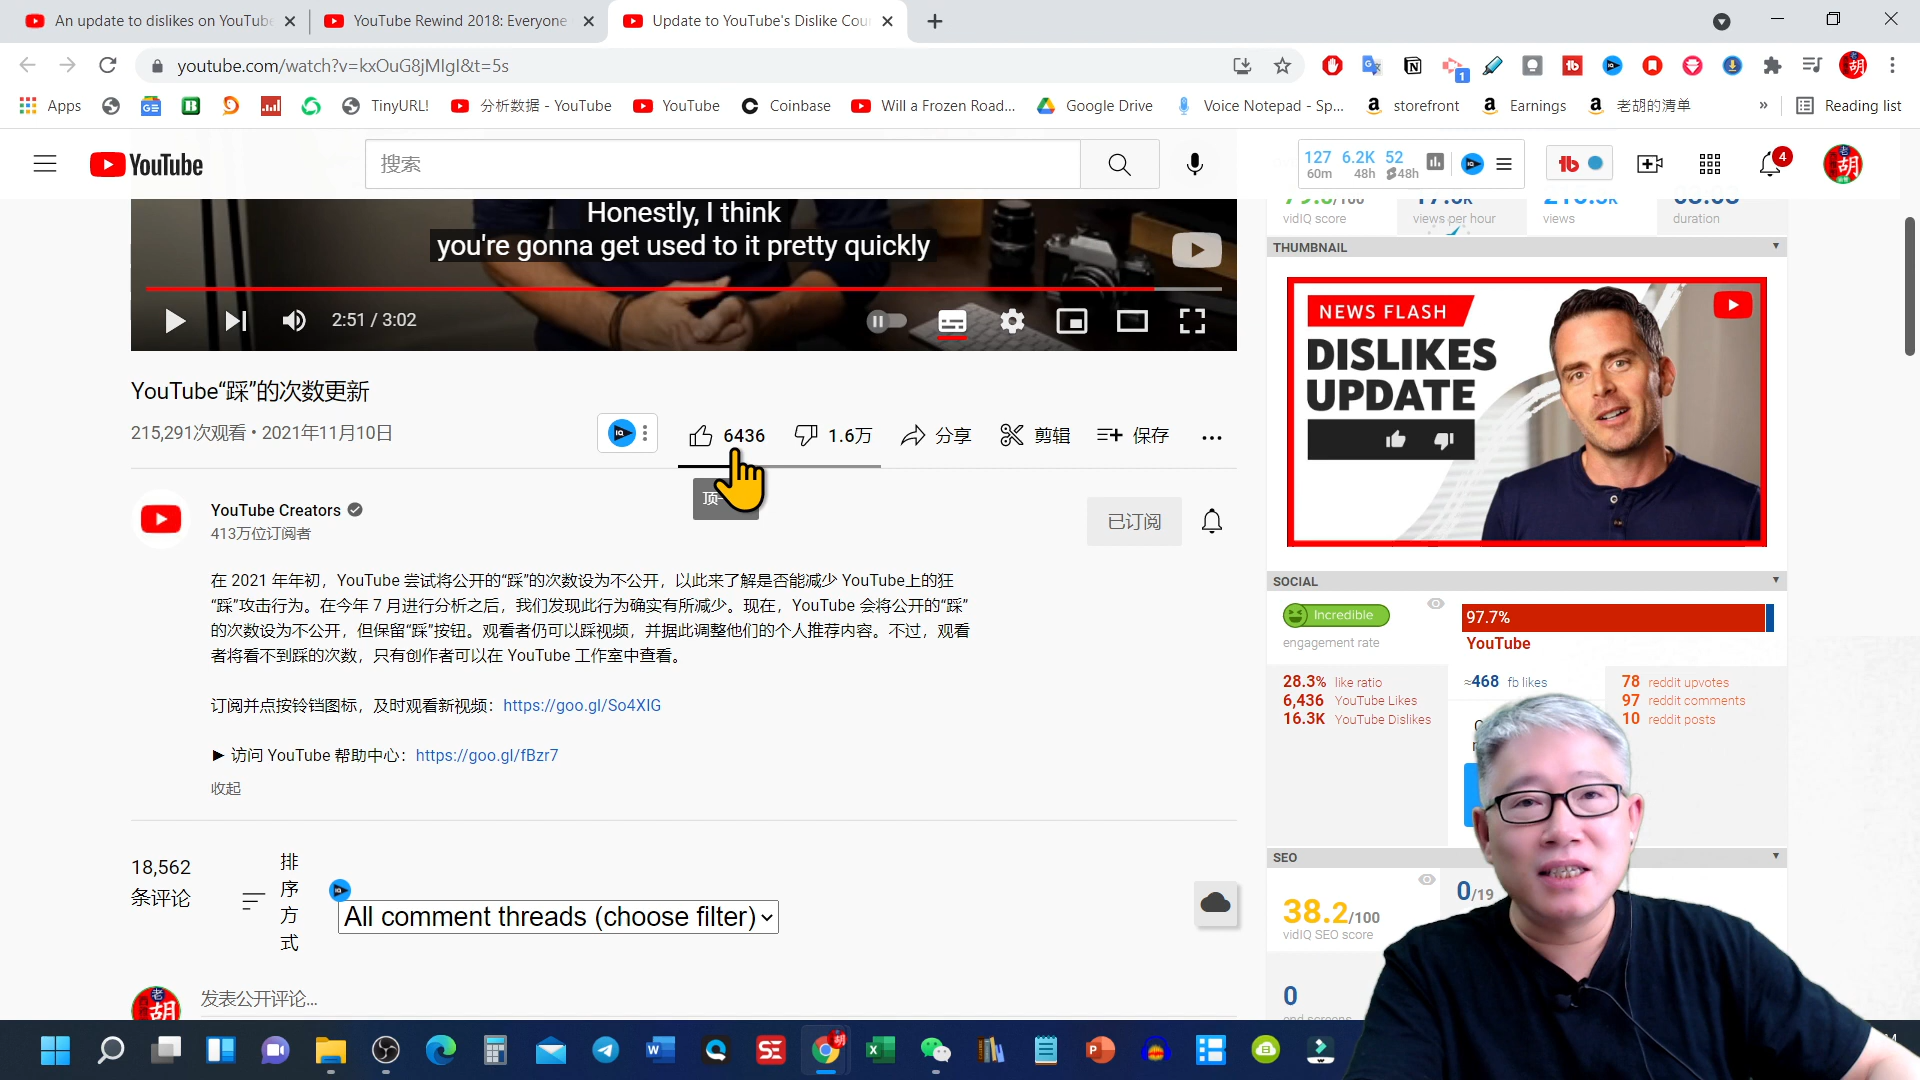 An update to dislikes on YouTube
YouTube Rewind 2018: Everyone
Update to YouTube's Dislike Cou
youtube.com/watch?v=kxOuG8jMIgI&t=5s
1
Apps
TinyURL!
分析数据 - YouTube
YouTube
Coinbase
Will a Frozen Road...
Google Drive
Voice Notepad - Sp...
storefront
Earnings
老胡的清单
»
Reading list
YouTube
搜索
127 6.2K 52
60m 48h 48h
4
Honestly, I think
you're gonna get used to it pretty quickly
2:51 / 3:02
YouTube“踩”的次数更新
215,291次观看 • 2021年11月10日
6436
1.6万
分享
剪辑
保存
YouTube Creators
413万位订阅者
已订阅
在 2021 年年初，YouTube 尝试将公开的“踩”的次数设为不公开，以此来了解是否能减少 YouTube上的狂
“踩”攻击行为。在今年 7 月进行分析之后，我们发现此行为确实有所减少。现在，YouTube 会将公开的“踩”
的次数设为不公开，但保留“踩”按钮。观看者仍可以踩视频，并据此调整他们的个人推荐内容。不过，观看
者将看不到踩的次数，只有创作者可以在 YouTube 工作室中查看。
订阅并点按铃铛图标，及时观看新视频：https://goo.gl/So4XIG
► 访问 YouTube 帮助中心：https://goo.gl/fBzr7
收起
18,562
条评论
排序方式
All comment threads (choose filter)
发表公开评论...
vidIQ score
views per hour
views
duration
THUMBNAIL
NEWS FLASH
DISLIKES
UPDATE
SOCIAL
Incredible
engagement rate
97.7%
YouTube
28.3% like ratio
6,436 YouTube Likes
16.3K YouTube Dislikes
≈468 fb likes
78 reddit upvotes
97 reddit comments
10 reddit posts
SEO
38.2/100
vidIQ SEO score
0/19
0
end screens